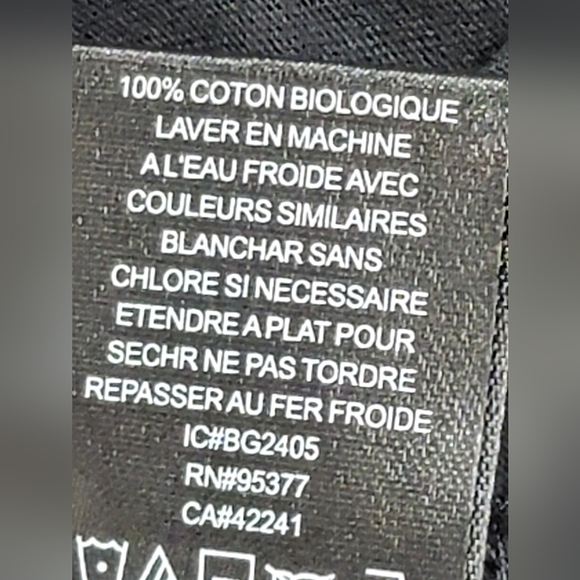 100% COTON BIOLOGIQUE
LAVER EN MACHINE
A L'EAU FROIDE AVEC
COULEURS SIMILAIRES
BLANCHAR SANS
CHLORE SI NECESSAIRE
ETENDRE A PLAT POUR
SECHR NE PAS TORDRE
REPASSER AU FER FROIDE
IC#BG2405
RN#95377
CA#42241